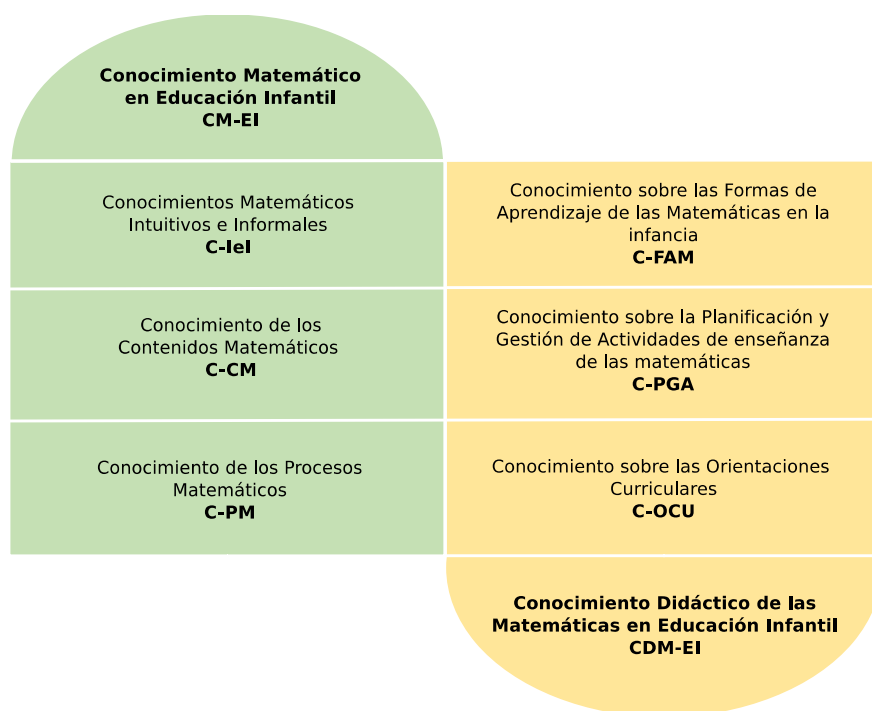 Conocimiento Matemático
en Educación Infantil
CM-EI
Conocimientos Matemáticos
Intuitivos e Informales
C-IeI
Conocimiento de los
Contenidos Matemáticos
C-CM
Conocimiento de los Procesos
Matemáticos
C-PM
Conocimiento sobre las Formas de
Aprendizaje de las Matemáticas en la
infancia
C-FAM
Conocimiento sobre la Planificación y
Gestión de Actividades de enseñanza
de las matemáticas
C-PGA
Conocimiento sobre las Orientaciones
Curriculares
C-OCU
Conocimiento Didáctico de las
Matemáticas en Educación Infantil
CDM-EI